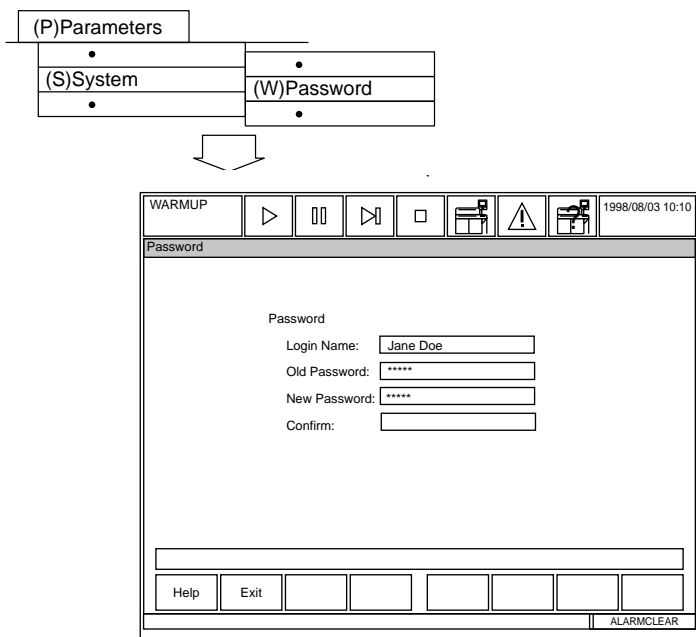 (P)Parameters
•
(S)System
•
•
(W)Password
•
WARMUP
1998/08/03 10:10
Password
Password
Login Name: Jane Doe
Old Password: *****
New Password: *****
Confirm:
Help Exit
ALARMCLEAR